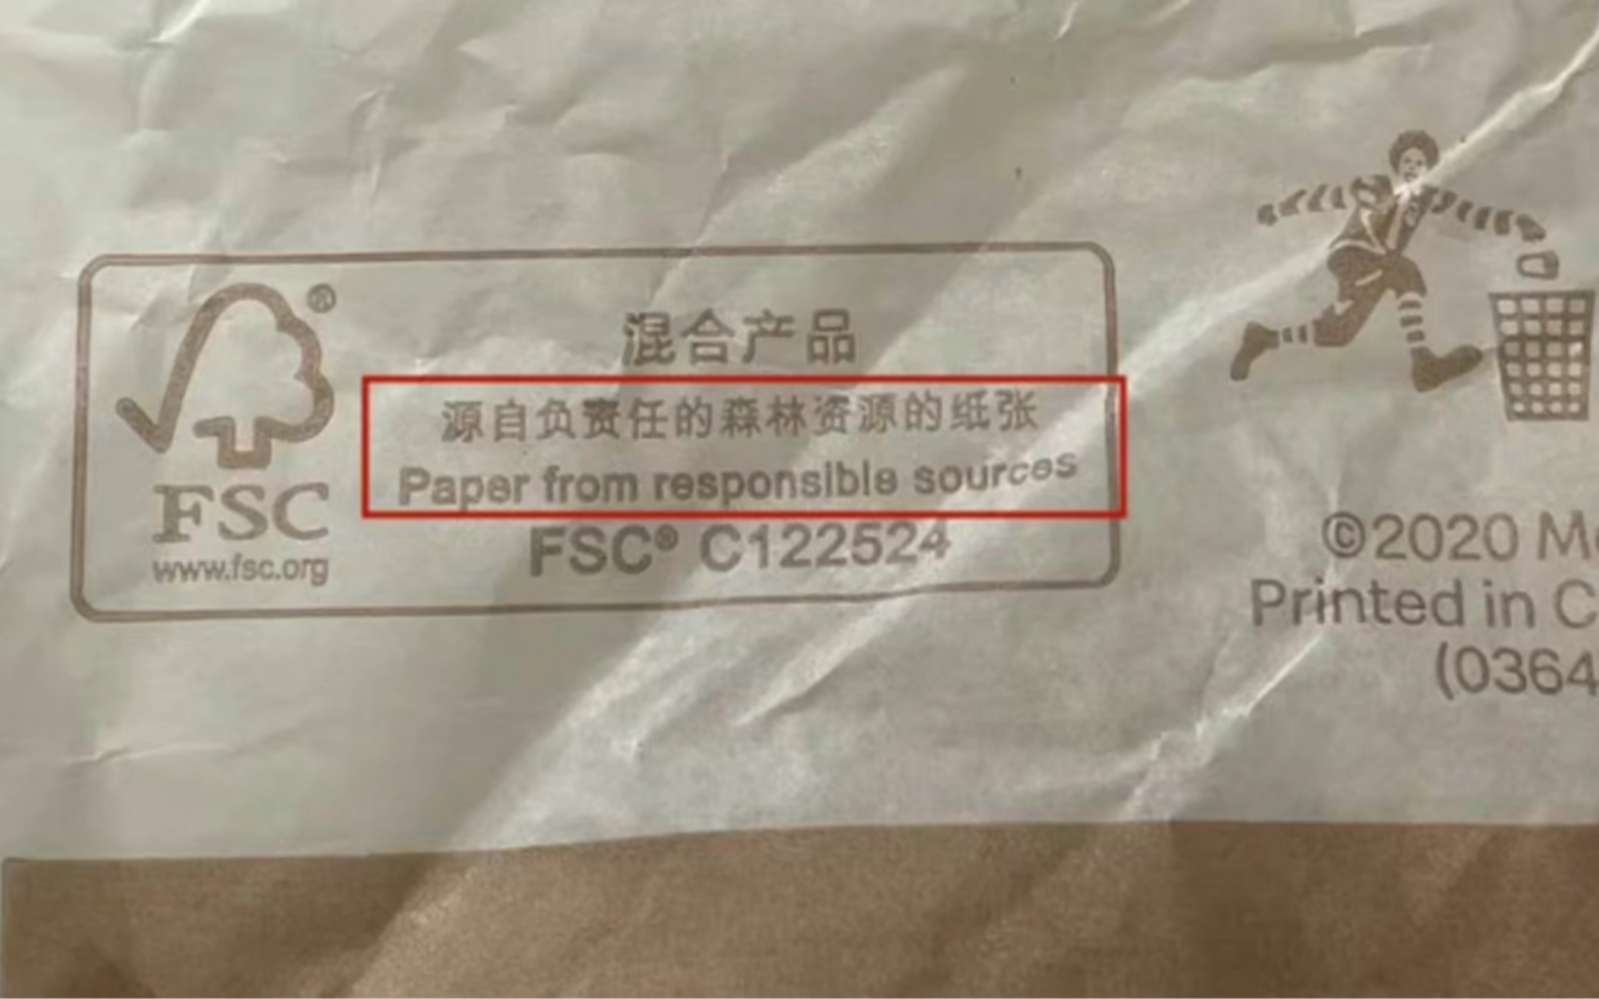 ®
混合产品
源自负责任的森林资源的纸张
Paper from responsible sources
FSC® C122524
FSC
www.fsc.org
©2020
Printed in
(0364